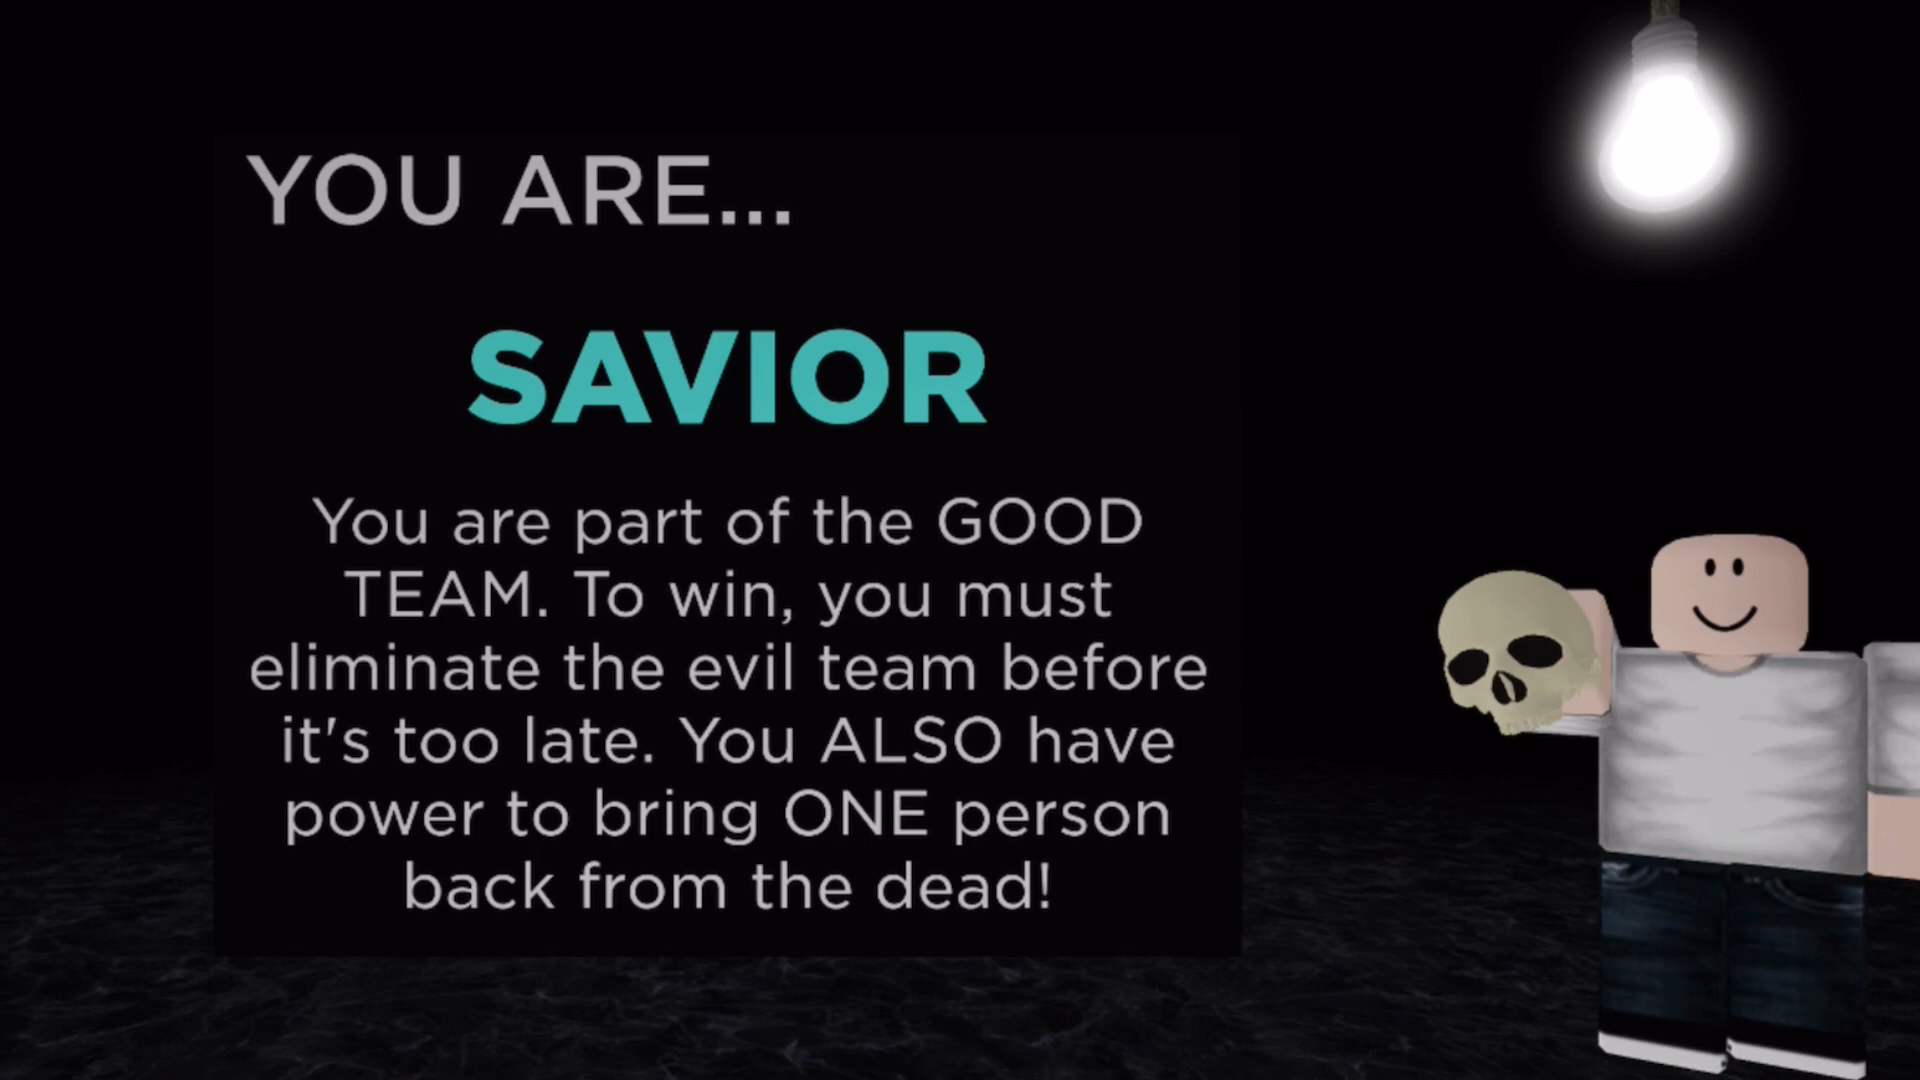 YOU ARE...
SAVIOR
You are part of the GOOD
TEAM. To win, you must
eliminate the evil team before
it's too late. You ALSO have
power to bring ONE person
back from the dead!